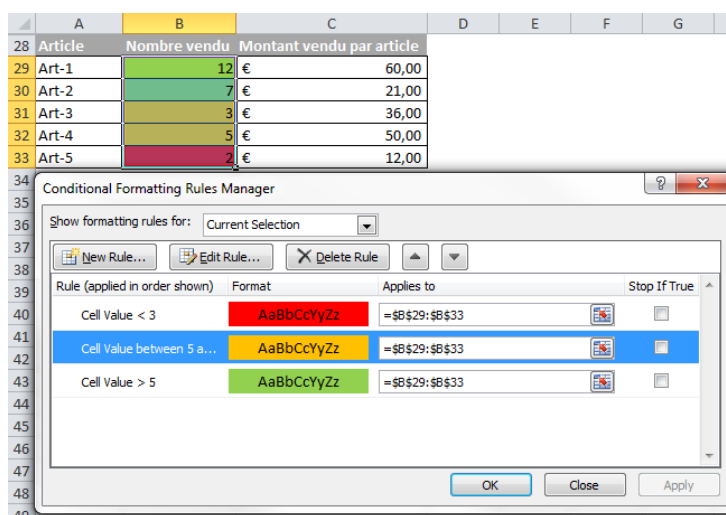 A B C D E F G
28 Article Nombre vendu Montant vendu par article
29 Art-1 12 € 60,00
30 Art-2 7 € 21,00
31 Art-3 3 € 36,00
32 Art-4 5 € 50,00
33 Art-5 2 € 12,00
34
Conditional Formatting Rules Manager
35
36 Show formatting rules for: Current Selection
37 New Rule... Edit Rule... Delete Rule
38
39 Rule (applied in order shown) Format Applies to Stop If True
40 Cell Value < 3 AaBbCcYyZz =$B$29:$B$33
41
42 Cell Value between 5 a... AaBbCcYyZz =$B$29:$B$33
43 Cell Value > 5 AaBbCcYyZz =$B$29:$B$33
44
45
46
47
48 OK Close Apply
49